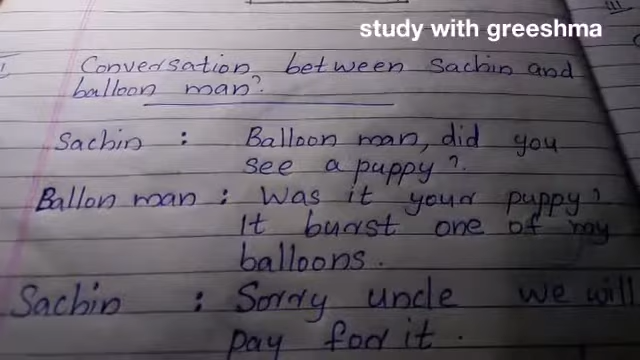 study with greeshma
Conversation between Sachin and
balloon man?
Sachin : Balloon man, did you
see a puppy?.
Ballon man : Was it your puppy?
It burst one of my
balloons.
Sachin : Sorry uncle we will
pay for it.